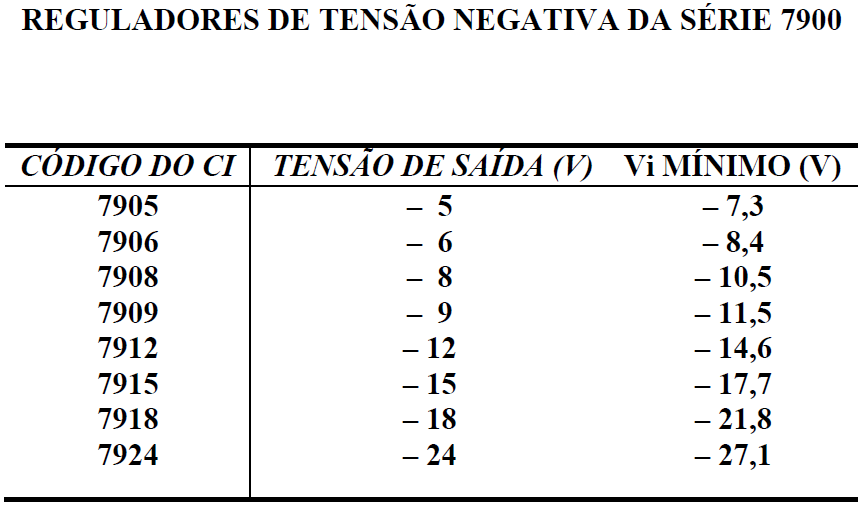 REGULADORES DE TENSÃO NEGATIVA DA SÉRIE 7900
CÓDIGO DO CI TENSÃO DE SAÍDA (V) Vi MÍNIMO (V)
7905 – 5 – 7,3
7906 – 6 – 8,4
7908 – 8 – 10,5
7909 – 9 – 11,5
7912 – 12 – 14,6
7915 – 15 – 17,7
7918 – 18 – 21,8
7924 – 24 – 27,1